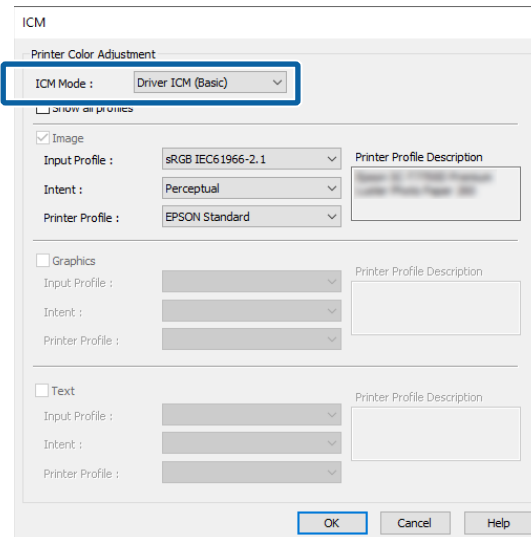 ICM
Printer Color Adjustment
ICM Mode : Driver ICM (Basic)
Show all profiles
Image
Input Profile : sRGB IEC61966-2.1 Printer Profile Description
Intent : Perceptual
Printer Profile : EPSON Standard
Graphics
Input Profile : Printer Profile Description
Intent :
Printer Profile :
Text
Input Profile : Printer Profile Description
Intent :
Printer Profile :
OK Cancel Help